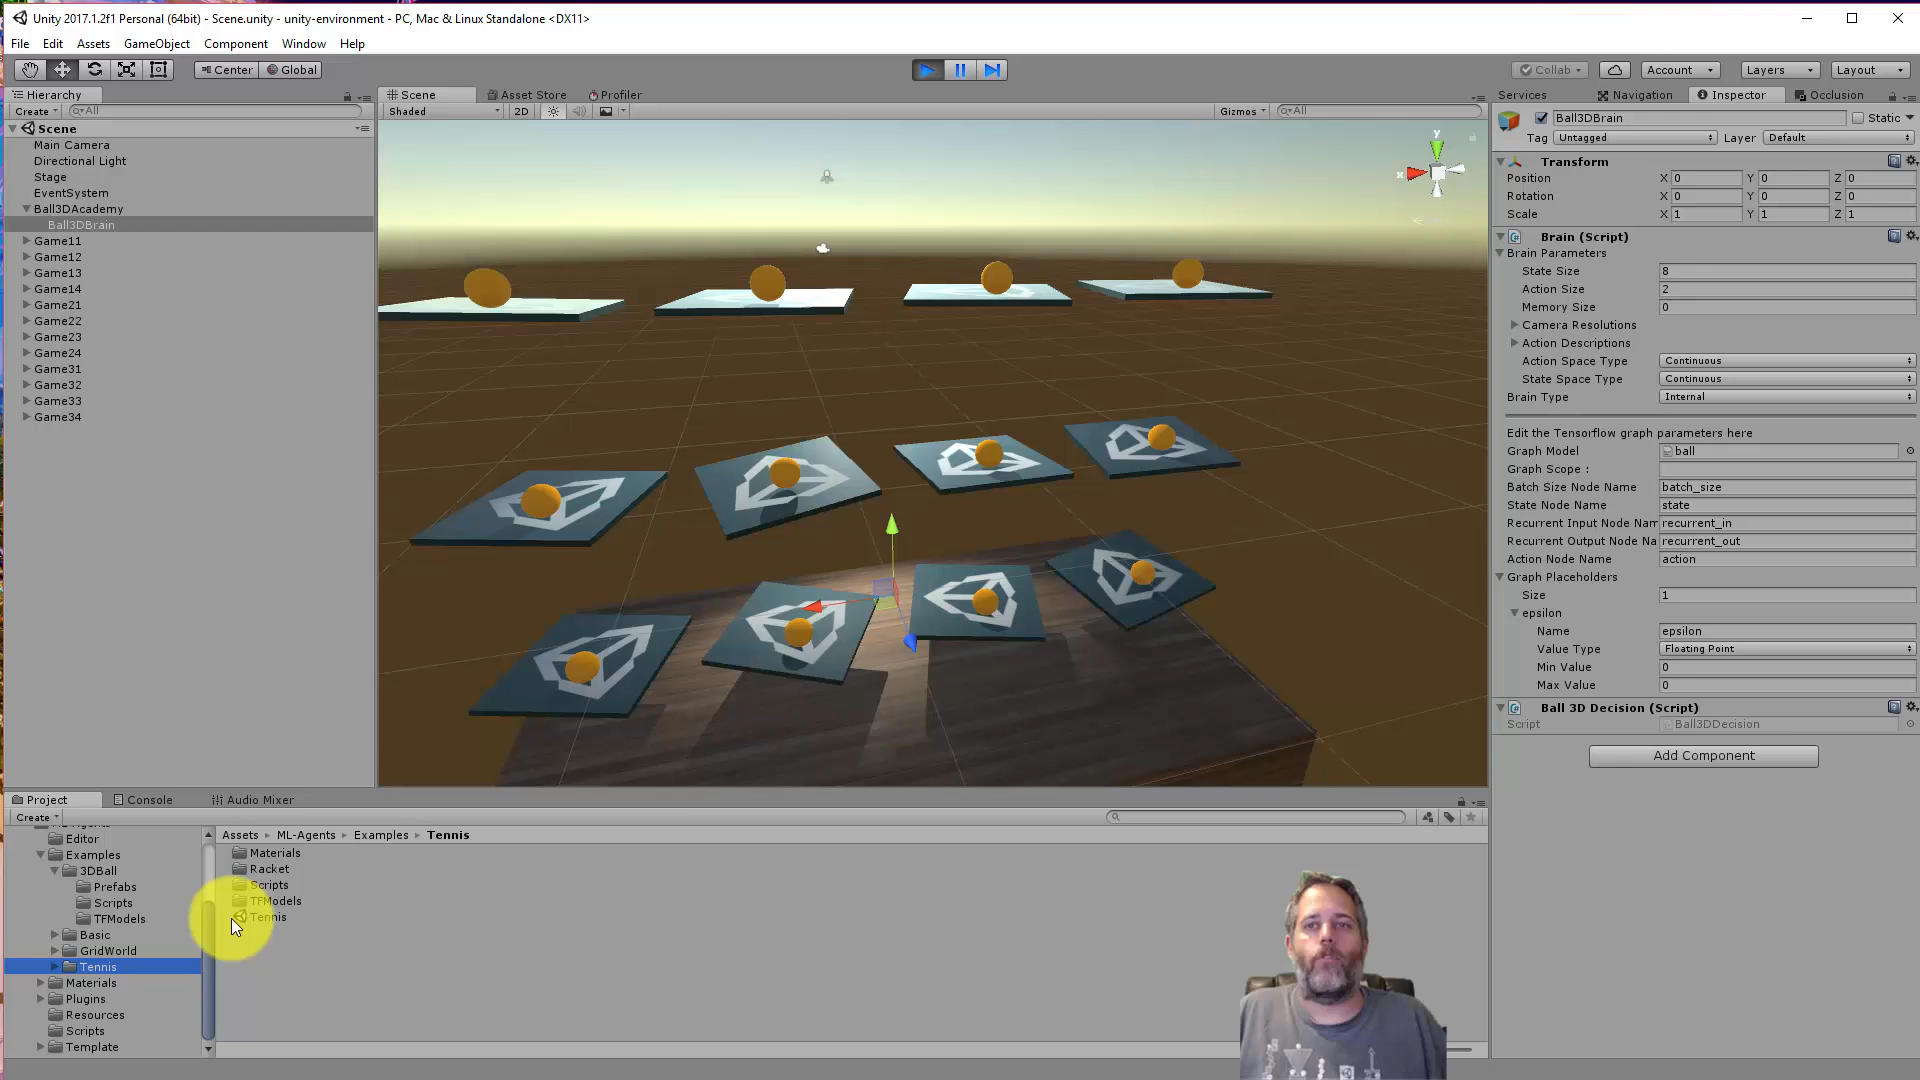 Unity 2017.1.2f1 Personal (64bit) - Scene.unity - unity-environment - PC, Mac & Linux Standalone <DX11>
File Edit Assets GameObject Component Window Help
Center Global Collab Account Layers Layout
Hierarchy
Create All
Scene
Main Camera
Directional Light
Stage
EventSystem
Ball3DAcademy
Ball3DBrain
Game11
Game12
Game13
Game14
Game21
Game22
Game23
Game24
Game31
Game32
Game33
Game34
Scene Asset Store Profiler
Shaded 2D Gizmos All
y
x
Services Navigation Inspector Occlusion
Ball3DBrain Static
Tag Untagged Layer Default
Transform
Position X 0 Y 0 Z 0
Rotation X 0 Y 0 Z 0
Scale X 1 Y 1 Z 1
Brain (Script)
Brain Parameters
State Size 8
Action Size 2
Memory Size 0
Camera Resolutions
Action Descriptions
Action Space Type Continuous
State Space Type Continuous
Brain Type Internal
Edit the Tensorflow graph parameters here
Graph Model ball
Graph Scope :
Batch Size Node Name batch_size
State Node Name state
Recurrent Input Node Nam recurrent_in
Recurrent Output Node Na recurrent_out
Action Node Name action
Graph Placeholders
Size 1
epsilon
Name epsilon
Value Type Floating Point
Min Value 0
Max Value 0
Ball 3D Decision (Script)
Script Ball3DDecision
Add Component
Project Console Audio Mixer
Create
Editor
Examples
3DBall
Prefabs
Scripts
TFModels
Basic
GridWorld
Tennis
Materials
Plugins
Resources
Scripts
Template
Assets ML-Agents Examples Tennis
Materials
Racket
Scripts
TFModels
Tennis